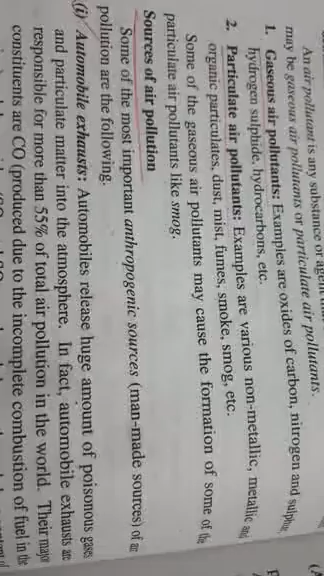 An air pollutant is any substance or agent
may be gaseous air pollutants or particulate air pollutants.
1. Gaseous air pollutants: Examples are oxides of carbon, nitrogen and sulphur,
hydrogen sulphide, hydrocarbons, etc.
2. Particulate air pollutants: Examples are various non-metallic, metallic and
organic particulates, dust, mist, fumes, smoke, smog, etc.
Some of the gaseous air pollutants may cause the formation of some of the
particulate air pollutants like smog.
Sources of air pollution
Some of the most important anthropogenic sources (man-made sources) of air
pollution are the following.
(i) Automobile exhausts: Automobiles release huge amount of poisonous gases
and particulate matter into the atmosphere. In fact, automobile exhausts are
responsible for more than 55% of total air pollution in the world. Their major
constituents are CO (produced due to the incomplete combustion of fuel in the